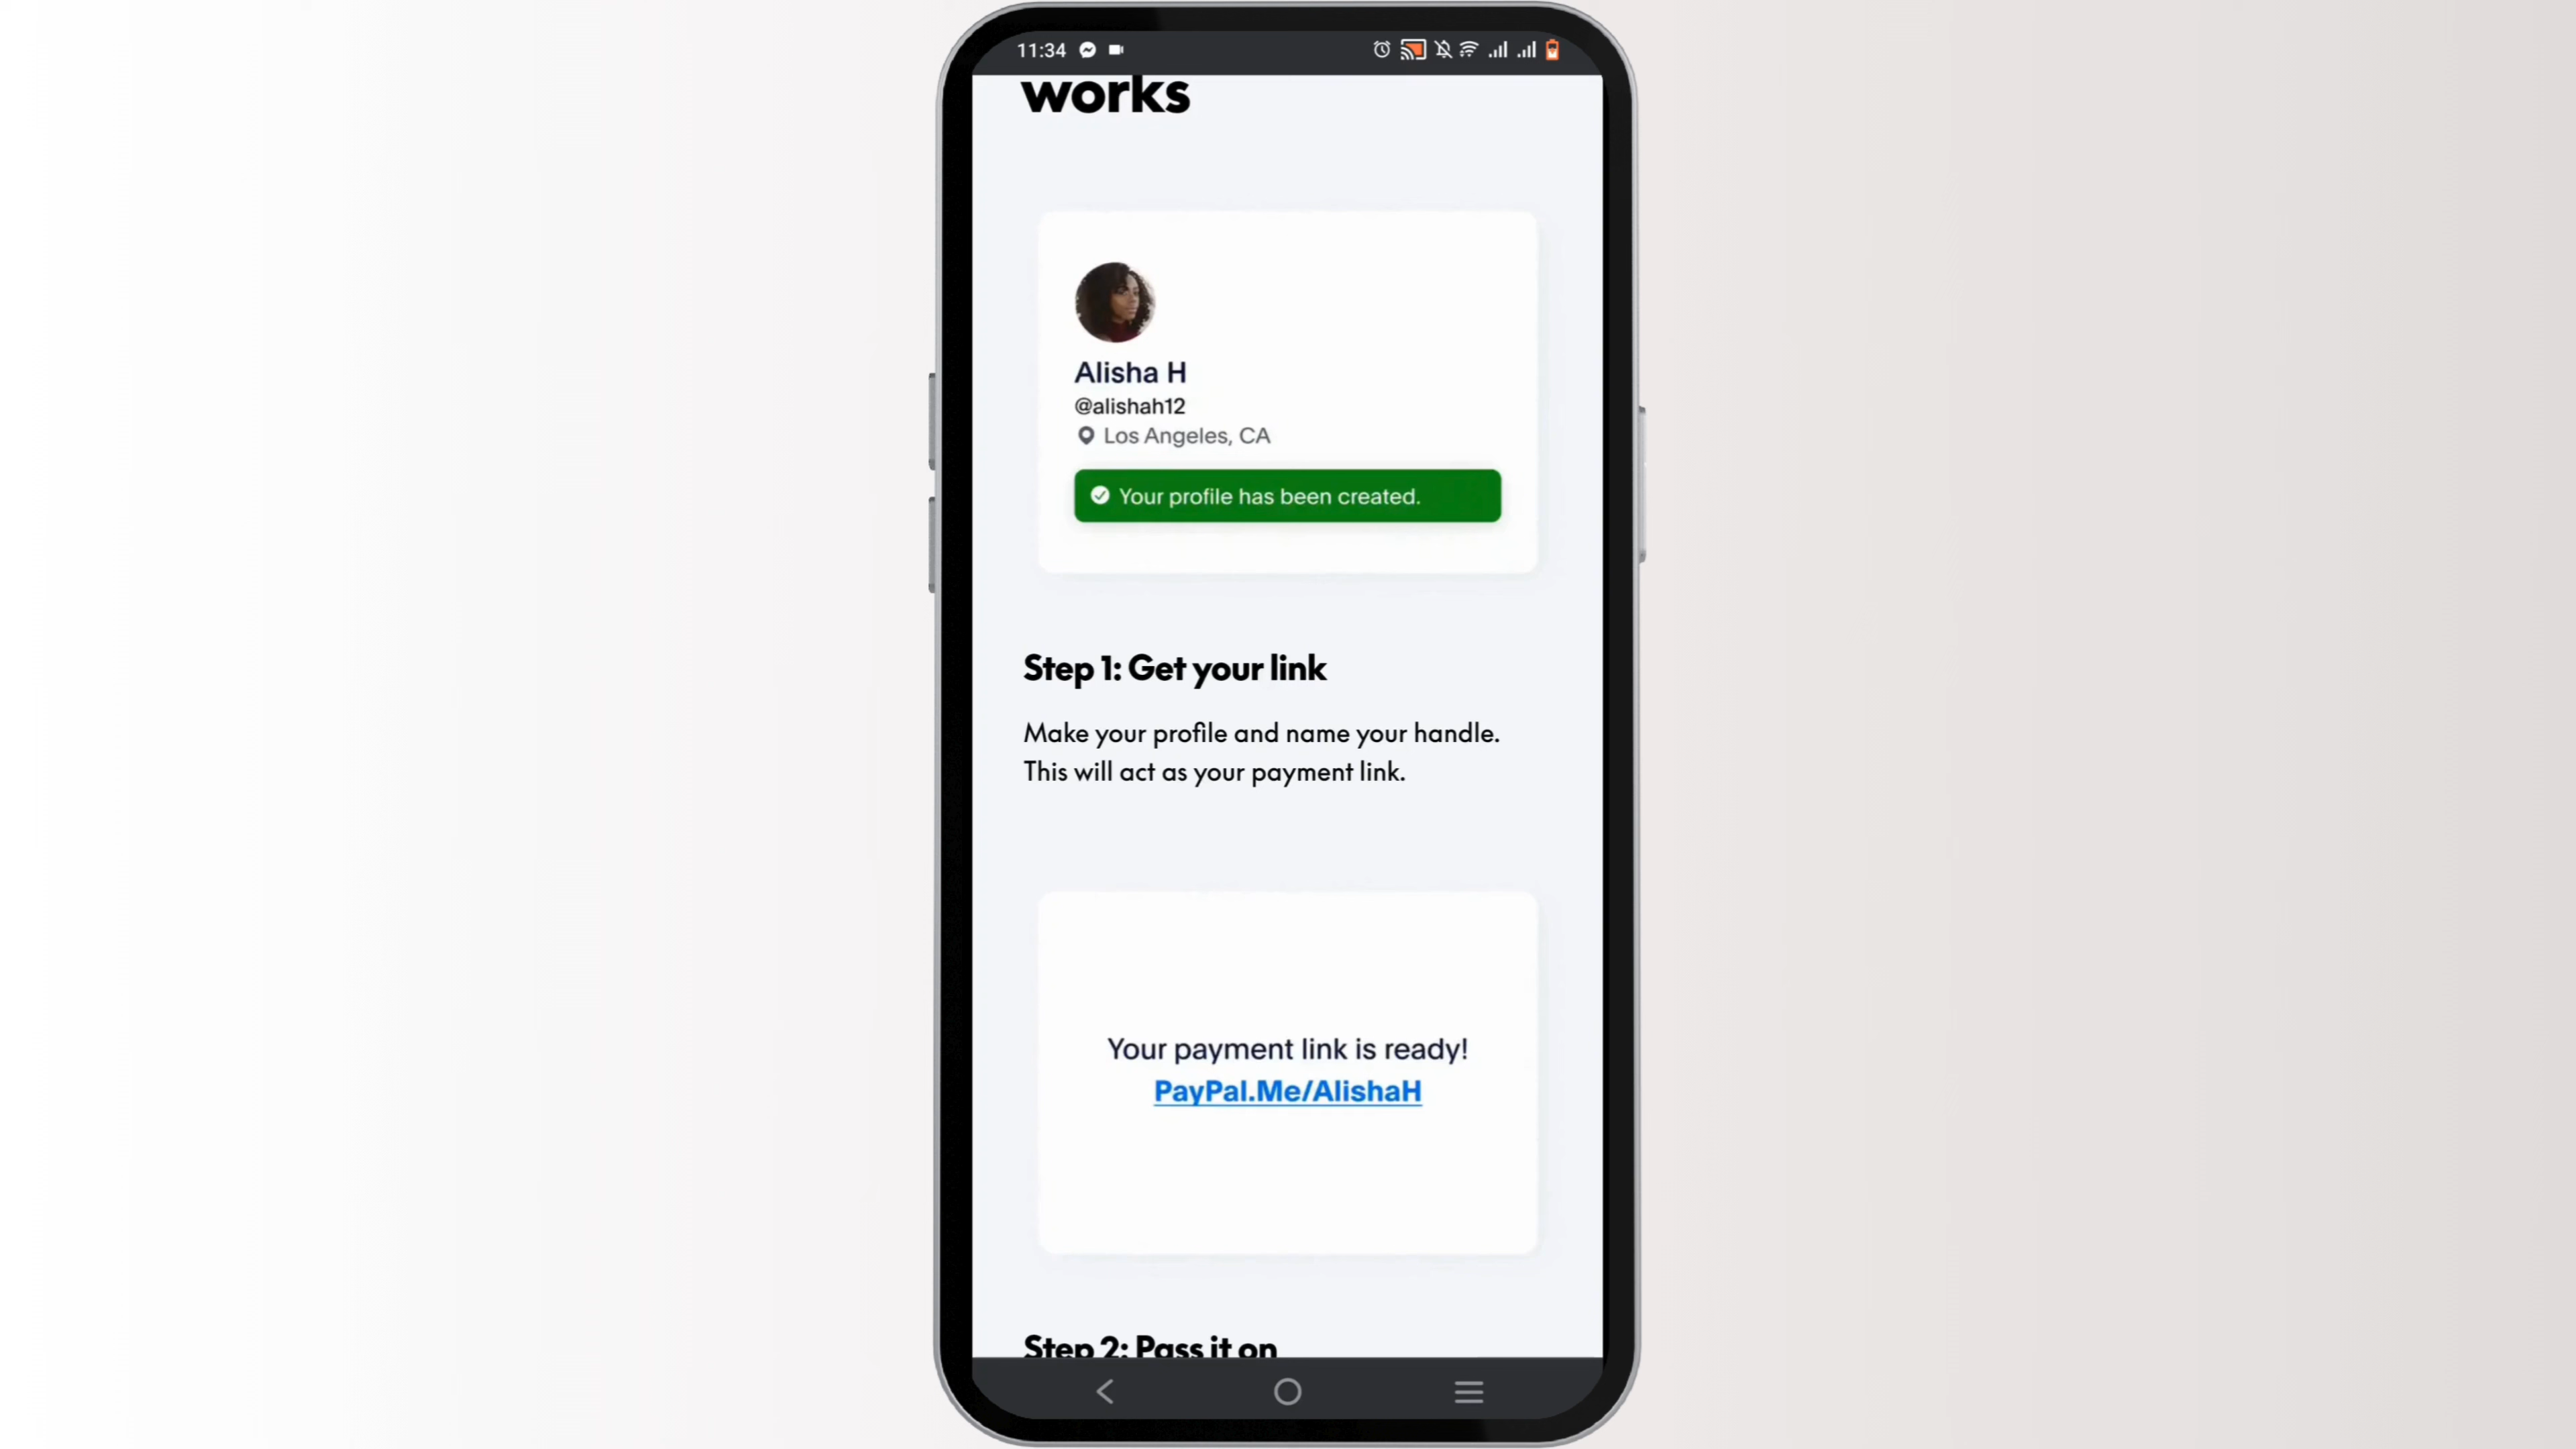 11:34
works
Alisha H
@alishah12
Los Angeles, CA
Your profile has been created.
Step 1: Get your link
Make your profile and name your handle.
This will act as your payment link.
Your payment link is ready!
PayPal.Me/AlishaH
Step 2: Pass it on